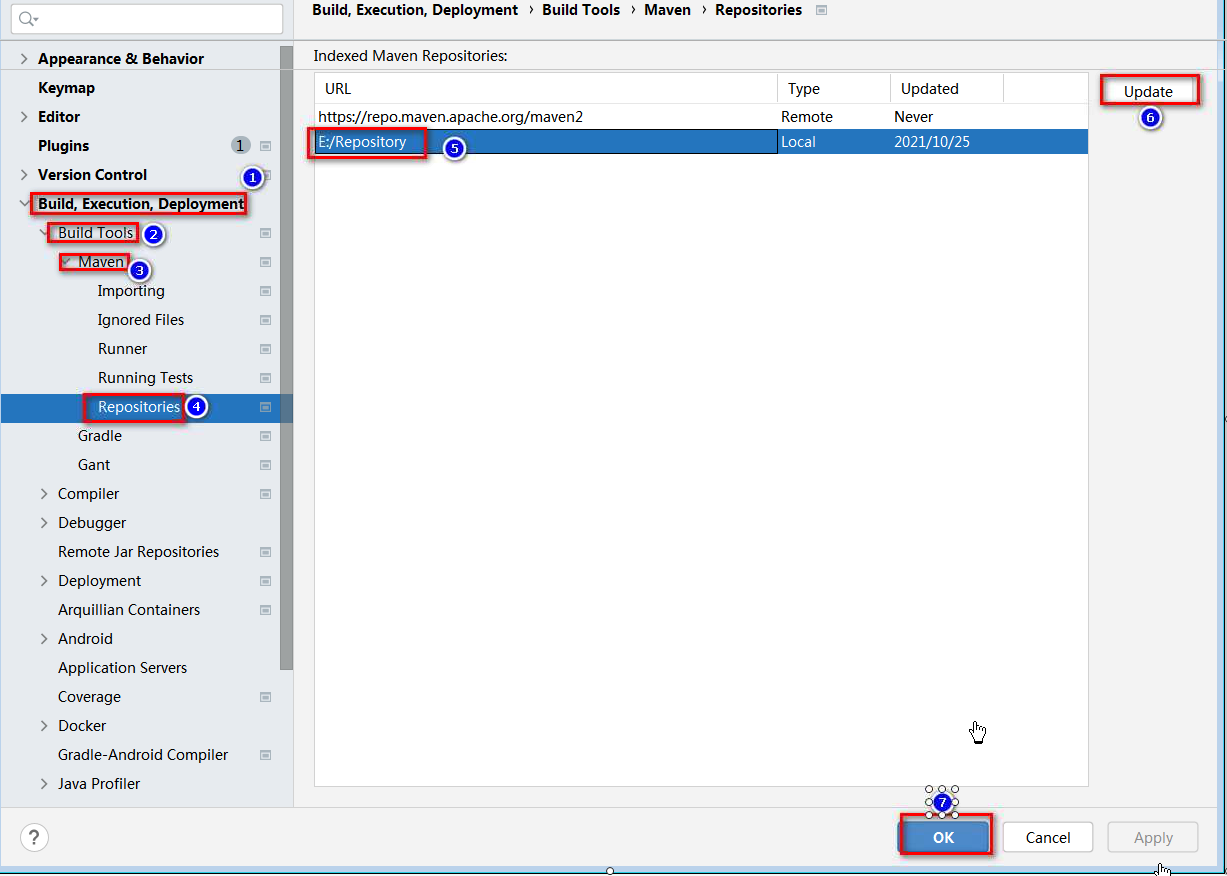 Build, Execution, Deployment › Build Tools › Maven › Repositories
Appearance & Behavior
Keymap
Editor
Plugins 1
Version Control 1
Build, Execution, Deployment
Build Tools 2
Maven 3
Importing
Ignored Files
Runner
Running Tests
Repositories 4
Gradle
Gant
Compiler
Debugger
Remote Jar Repositories
Deployment
Arquillian Containers
Android
Application Servers
Coverage
Docker
Gradle-Android Compiler
Java Profiler
Indexed Maven Repositories:
URL Type Updated
https://repo.maven.apache.org/maven2 Remote Never
E:/Repository 5 Local 2021/10/25
Update
6
7
? OK Cancel Apply